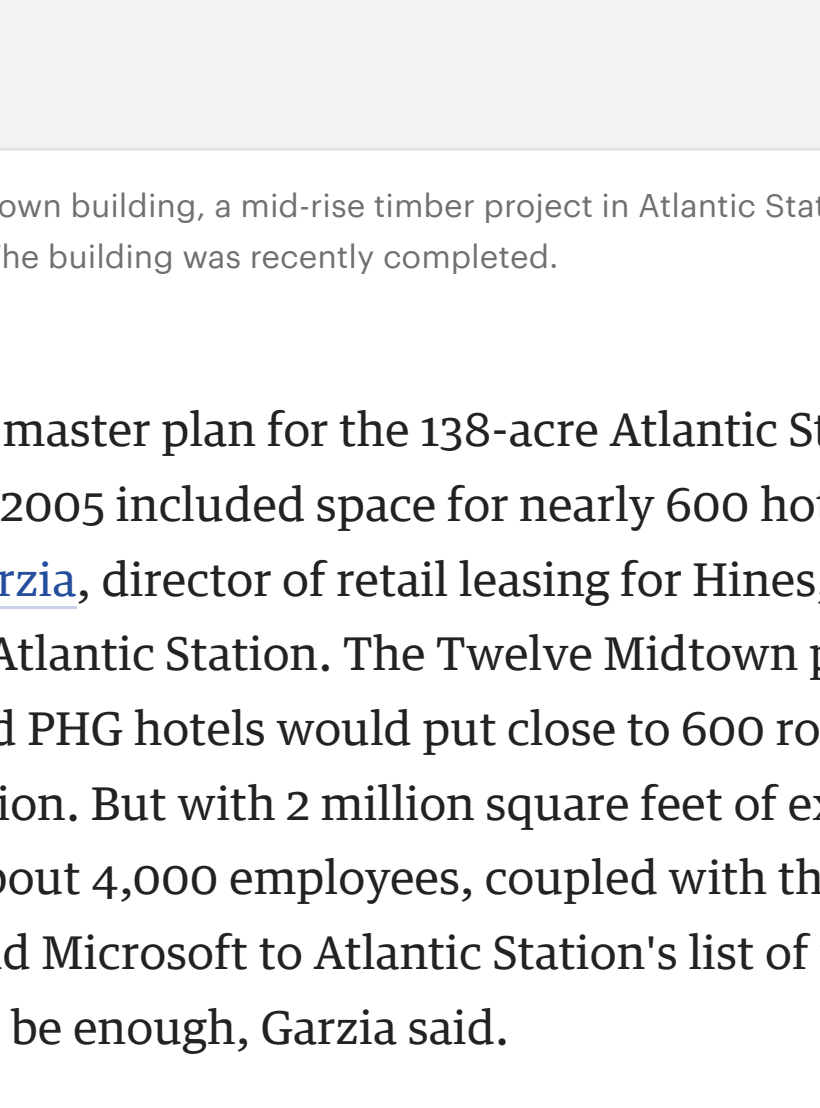 own building, a mid-rise timber project in Atlantic Stat
he building was recently completed.
master plan for the 138-acre Atlantic St
2005 included space for nearly 600 hot
rzia, director of retail leasing for Hines,
Atlantic Station. The Twelve Midtown p
d PHG hotels would put close to 600 ro
ion. But with 2 million square feet of ex
bout 4,000 employees, coupled with th
d Microsoft to Atlantic Station's list of
be enough, Garzia said.